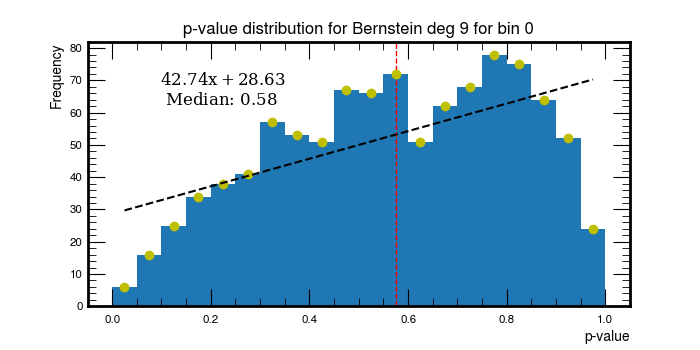 p-value distribution for Bernstein deg 9 for bin 0
Frequency
80
70
60
50
40
30
20
10
0
42.74x + 28.63
Median: 0.58
0.0 0.2 0.4 0.6 0.8 1.0
p-value